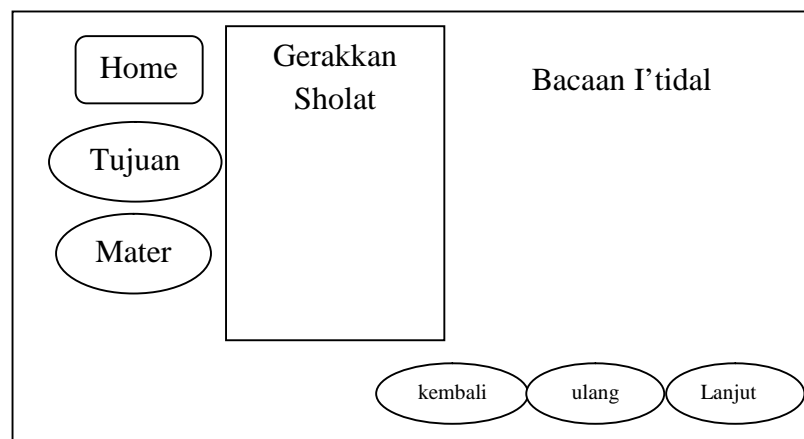 Home
Tujuan
Mater
Gerakkan
Sholat
Bacaan I’tidal
kembali
ulang
Lanjut